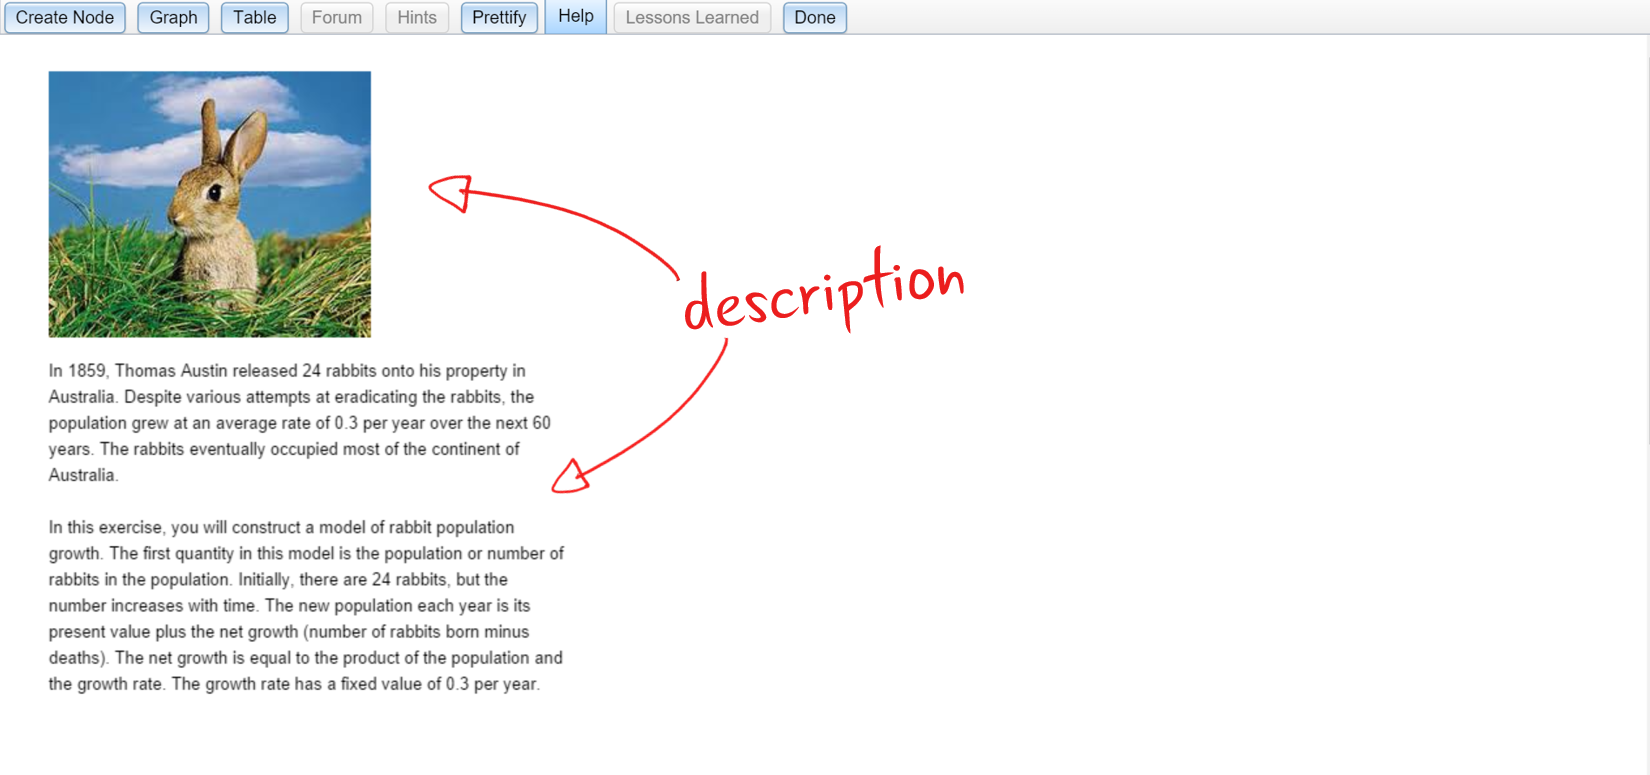 Create Node Graph Table Forum Hints Prettify Help Lessons Learned Done
description
In 1859, Thomas Austin released 24 rabbits onto his property in
Australia. Despite various attempts at eradicating the rabbits, the
population grew at an average rate of 0.3 per year over the next 60
years. The rabbits eventually occupied most of the continent of
Australia.
In this exercise, you will construct a model of rabbit population
growth. The first quantity in this model is the population or number of
rabbits in the population. Initially, there are 24 rabbits, but the
number increases with time. The new population each year is its
present value plus the net growth (number of rabbits born minus
deaths). The net growth is equal to the product of the population and
the growth rate. The growth rate has a fixed value of 0.3 per year.